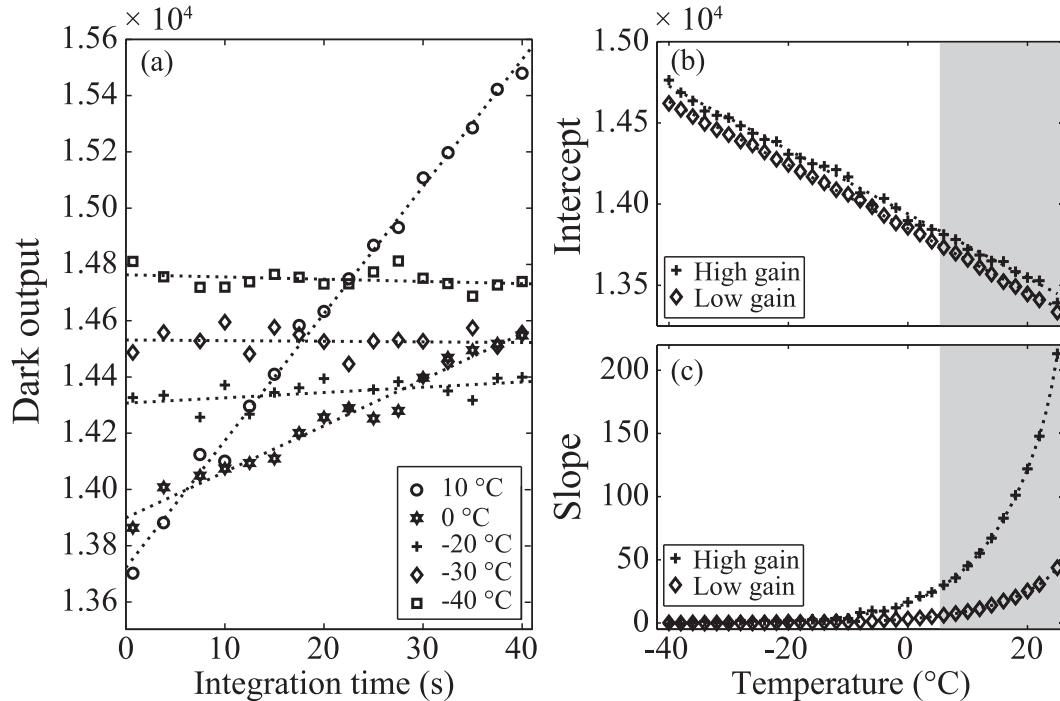 × 10⁴
1.56
1.54
1.52
1.50
1.48
1.46
1.44
1.42
1.40
1.38
1.36
Dark output
(a)
10 °C
0 °C
-20 °C
-30 °C
-40 °C
0
10
20
30
40
Integration time (s)
× 10⁴
1.50
1.45
1.40
1.35
Intercept
(b)
High gain
Low gain
200
150
100
50
0
Slope
(c)
High gain
Low gain
-40
-20
0
20
Temperature (°C)